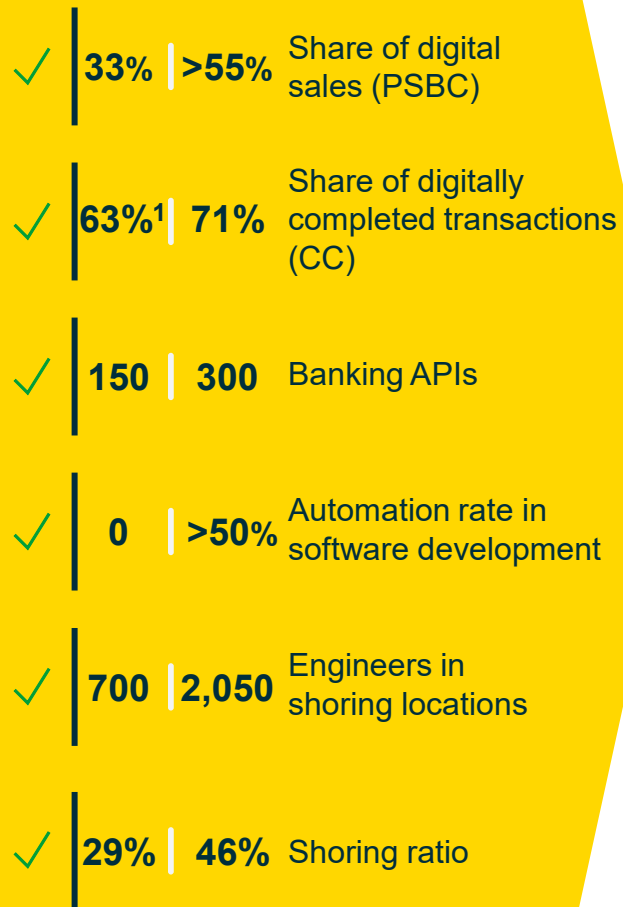 33% >55% Share of digital
sales (PSBC)
Share of digitally
63%¹ 71% completed transactions
(CC)
150 300 Banking APIs
0 >50% Automation rate in
software development
700 2,050 Engineers in
shoring locations
29% 46% Shoring ratio